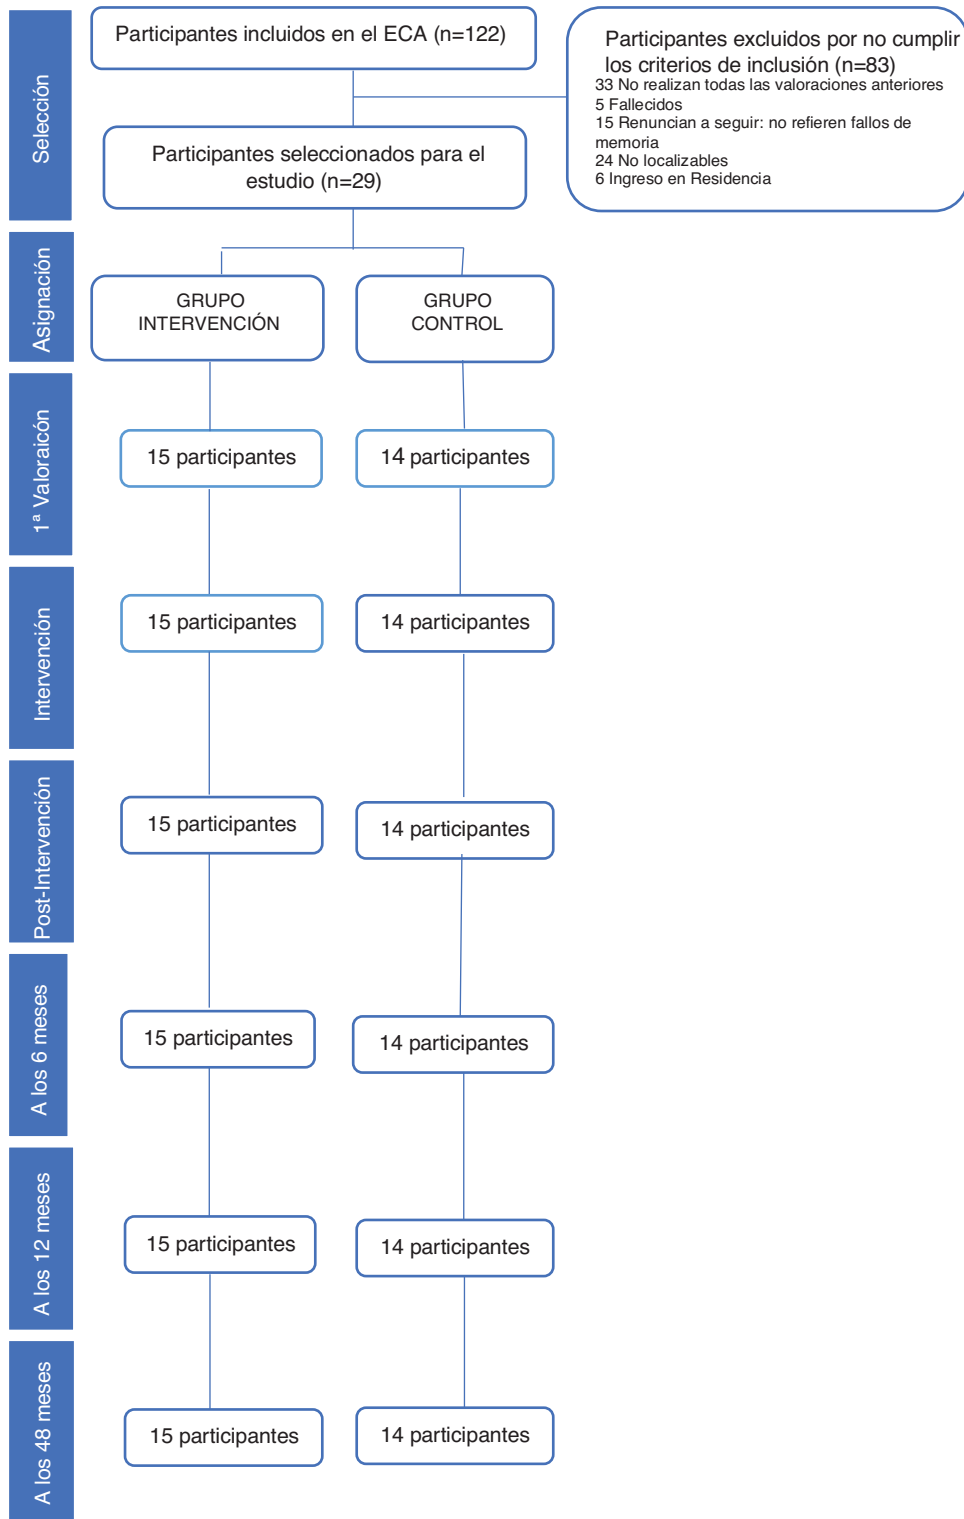 Selección
Participantes incluidos en el ECA (n=122)
Participantes excluidos por no cumplir
los criterios de inclusión (n=83)
33 No realizan todas las valoraciones anteriores
5 Fallecidos
15 Renuncian a seguir: no refieren fallos de
memoria
24 No localizables
6 Ingreso en Residencia
Participantes seleccionados para el
estudio (n=29)
Asignación
GRUPO
INTERVENCIÓN
GRUPO
CONTROL
1ª Valoraicón
15 participantes
14 participantes
Intervención
15 participantes
14 participantes
Post-Intervención
15 participantes
14 participantes
A los 6 meses
15 participantes
14 participantes
A los 12 meses
15 participantes
14 participantes
A los 48 meses
15 participantes
14 participantes